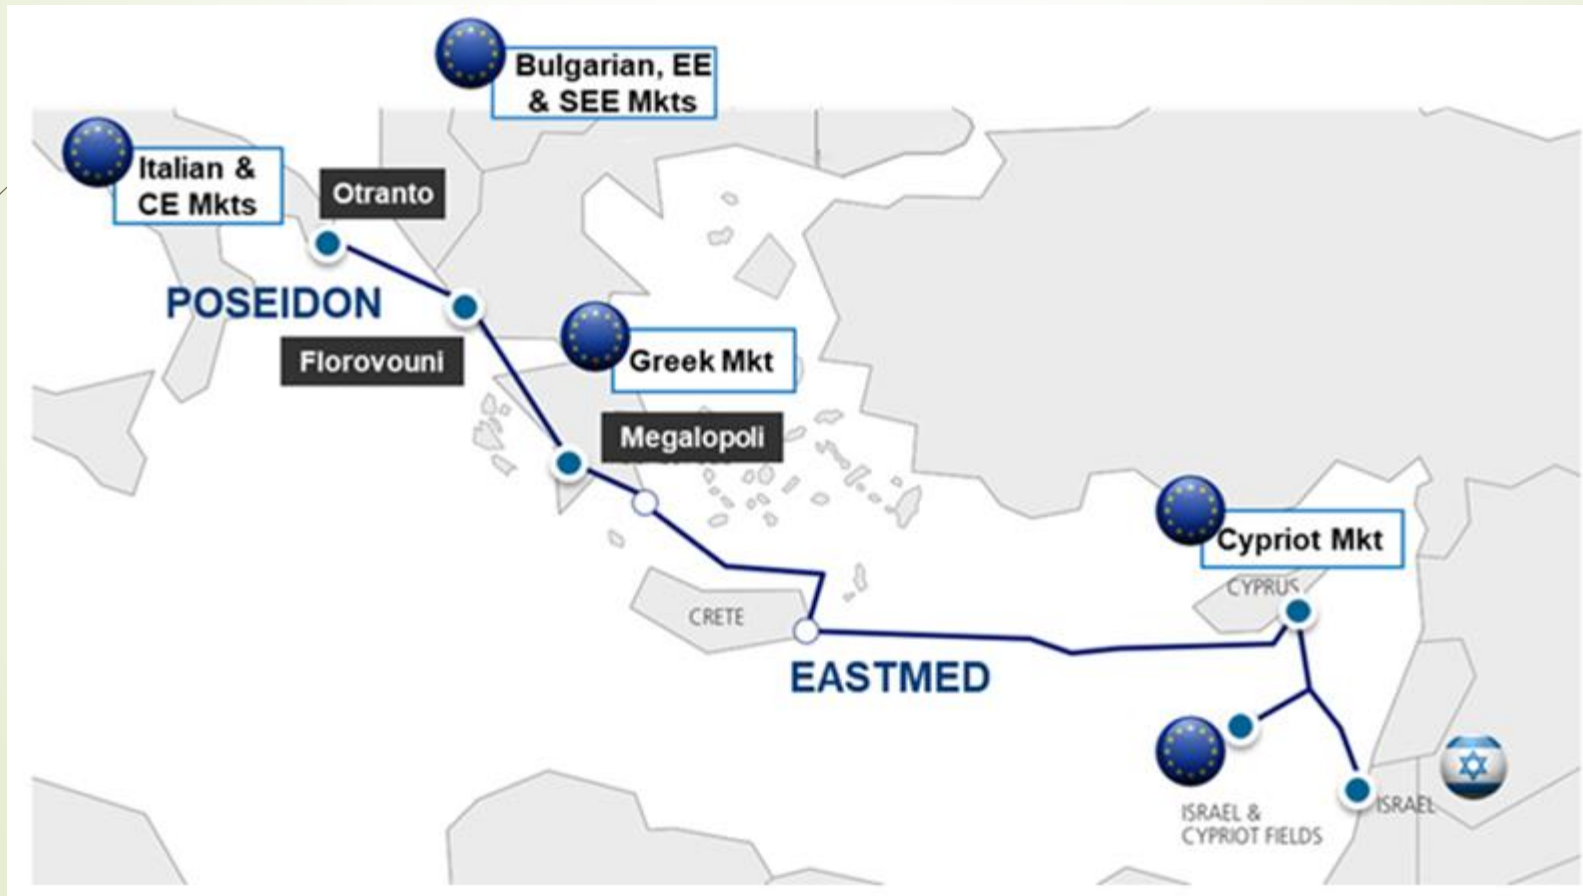 Bulgarian, EE
& SEE Mkts
Italian &
CE Mkts
Otranto
POSEIDON
Florovouni
Greek Mkt
Megalopoli
Cypriot Mkt
CYPRUS
CRETE
EASTMED
ISRAEL &
CYPRIOT FIELDS
ISRAEL